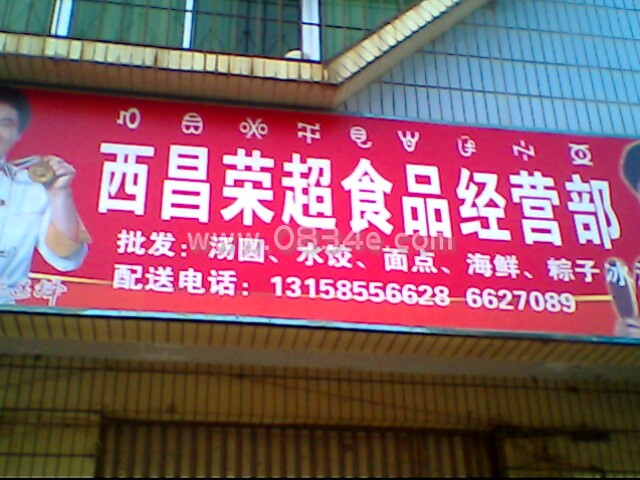 西昌荣超食品经营部
批发：汤圆、水饺、面点、海鲜、粽子
配送电话：13158556628 6627089
www.0834e.com